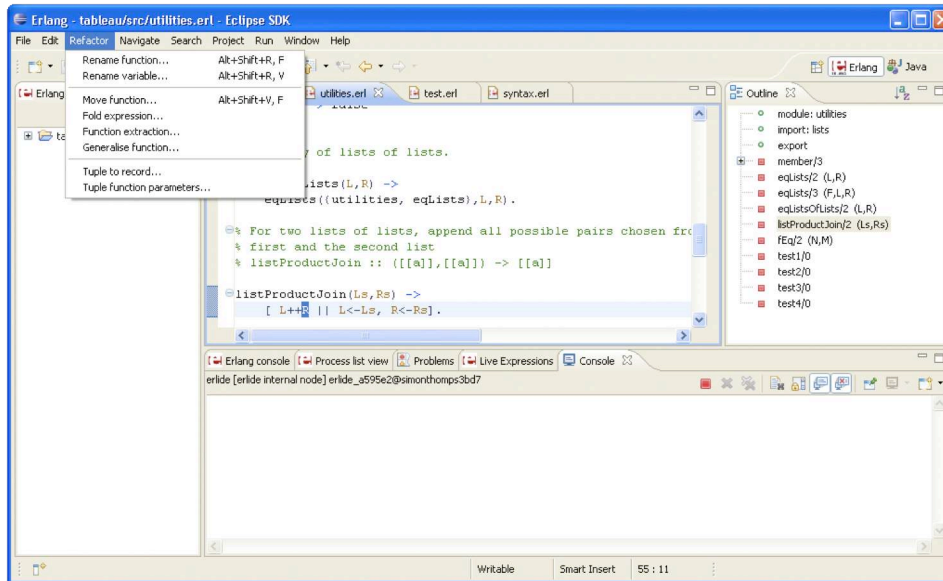 Erlang - tableau/src/utilities.erl - Eclipse SDK
File Edit Refactor Navigate Search Project Run Window Help
Rename function... Alt+Shift+R, F
Rename variable... Alt+Shift+R, V
Move function... Alt+Shift+V, F
Fold expression...
Function extraction...
Generalise function...
Tuple to record...
Tuple function parameters...
Erlang Java
Erlang
ta
utilities.erl test.erl syntax.erl
of lists of lists.
(L,R) ->
eqLists((utilities, eqLists),L,R).
% For two lists of lists, append all possible pairs chosen fro
% first and the second list
% listProductJoin :: ([[a]],[[a]]) -> [[a]]
listProductJoin(Ls,Rs) ->
[ L++R || L<-Ls, R<-Rs].
Outline
module: utilities
import: lists
export
member/3
eqLists/2 (L,R)
eqLists/3 (F,L,R)
eqListsOfLists/2 (L,R)
listProductJoin/2 (Ls,Rs)
fEq/2 (N,M)
test1/0
test2/0
test3/0
test4/0
Erlang console Process list view Problems Live Expressions Console
erlide [erlide internal node] erlide_a595e2@simonthomps3bd7
Writable Smart Insert 55 : 11